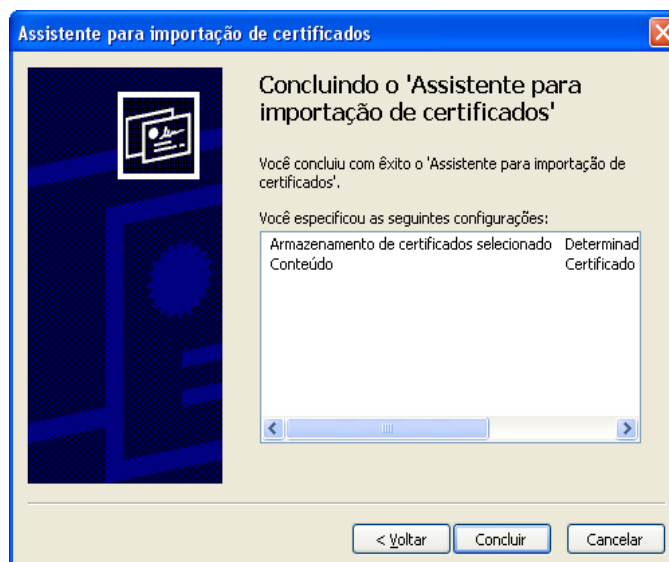 Assistente para importação de certificados
Concluindo o 'Assistente para
importação de certificados'
Você concluiu com êxito o 'Assistente para importação de
certificados'.
Você especificou as seguintes configurações:
Armazenamento de certificados selecionado Determinad
Conteúdo Certificado
< Voltar Concluir Cancelar